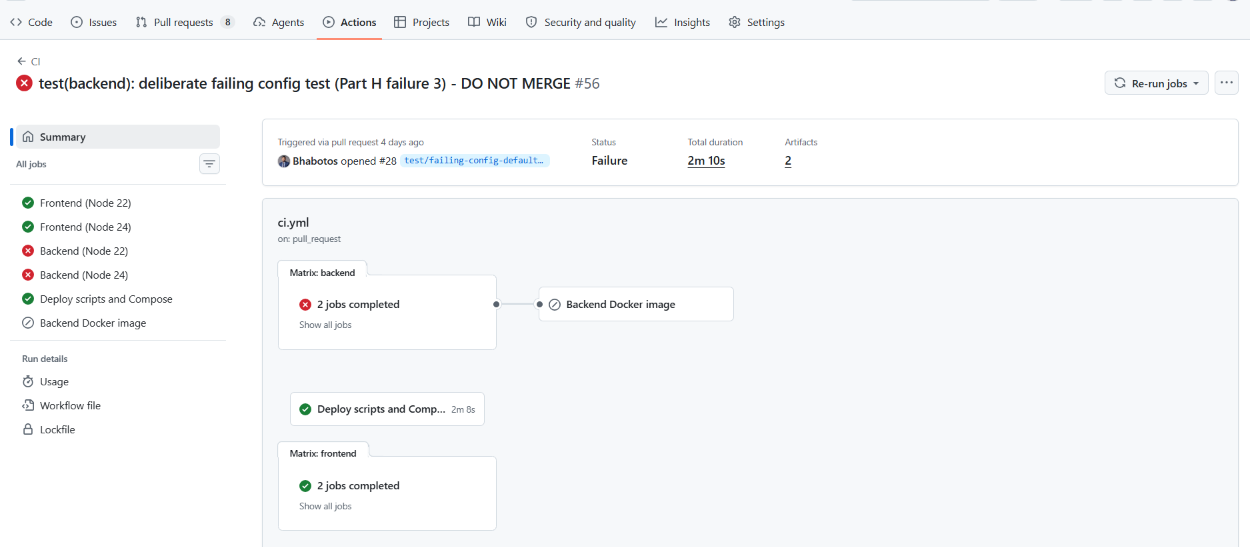 Code Issues Pull requests 8 Agents Actions Projects Wiki Security and quality Insights Settings
CI
test(backend): deliberate failing config test (Part H failure 3) - DO NOT MERGE #56
Re-run jobs
Summary
All jobs
Frontend (Node 22)
Frontend (Node 24)
Backend (Node 22)
Backend (Node 24)
Deploy scripts and Compose
Backend Docker image
Run details
Usage
Workflow file
Lockfile
Triggered via pull request 4 days ago
Bhabotos opened #28 test/failing-config-default…
Status
Failure
Total duration
2m 10s
Artifacts
2
ci.yml
on: pull_request
Matrix: backend
2 jobs completed
Show all jobs
Backend Docker image
Deploy scripts and Comp... 2m 8s
Matrix: frontend
2 jobs completed
Show all jobs